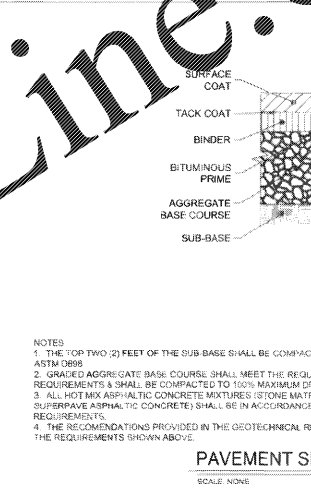 Line.
SURFACE
COAT
TACK COAT
BINDER
BITUMINOUS
PRIME
AGGREGATE
BASE COURSE
SUB-BASE
NOTES
1. THE TOP TWO (2) FEET OF THE SUB-BASE SHALL BE COMPAC
ASTM D698
2. GRADED AGGREGATE BASE COURSE SHALL MEET THE REQU
REQUIREMENTS & SHALL BE COMPACTED TO 100% MAXIMUM D
3. ALL HOT MIX ASPHALTIC CONCRETE MIXTURES (STONE MAT
SUPERPAVE ASPHALTIC CONCRETE) SHALL BE IN ACCORDANC
REQUIREMENTS.
4. THE RECOMENDATIONS PROVIDED IN THE GEOTECHNICAL R
THE REQUIREMENTS SHOWN ABOVE.
PAVEMENT S
SCALE: NONE